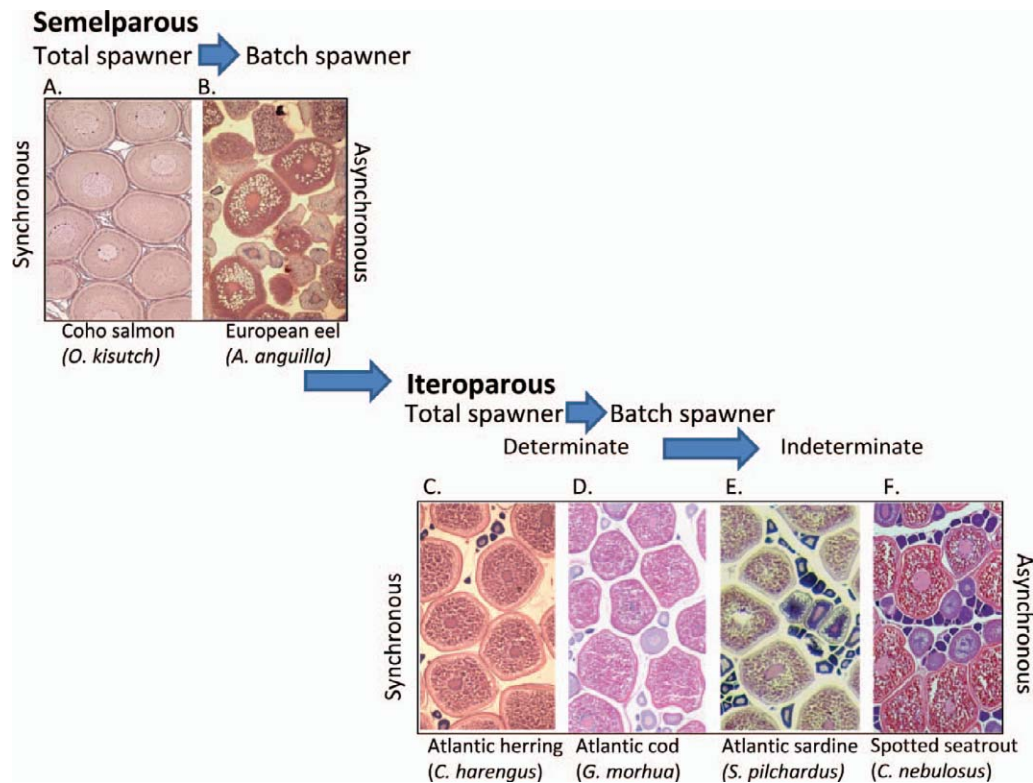 Semelparous
Total spawner Batch spawner
A. B.
Synchronous
Asynchronous
Coho salmon European eel
(O. kisutch) (A. anguilla)
Iteroparous
Total spawner Batch spawner
Determinate Indeterminate
C. D. E. F.
Synchronous
Asynchronous
Atlantic herring Atlantic cod Atlantic sardine Spotted seatrout
(C. harengus) (G. morhua) (S. pilchardus) (C. nebulosus)